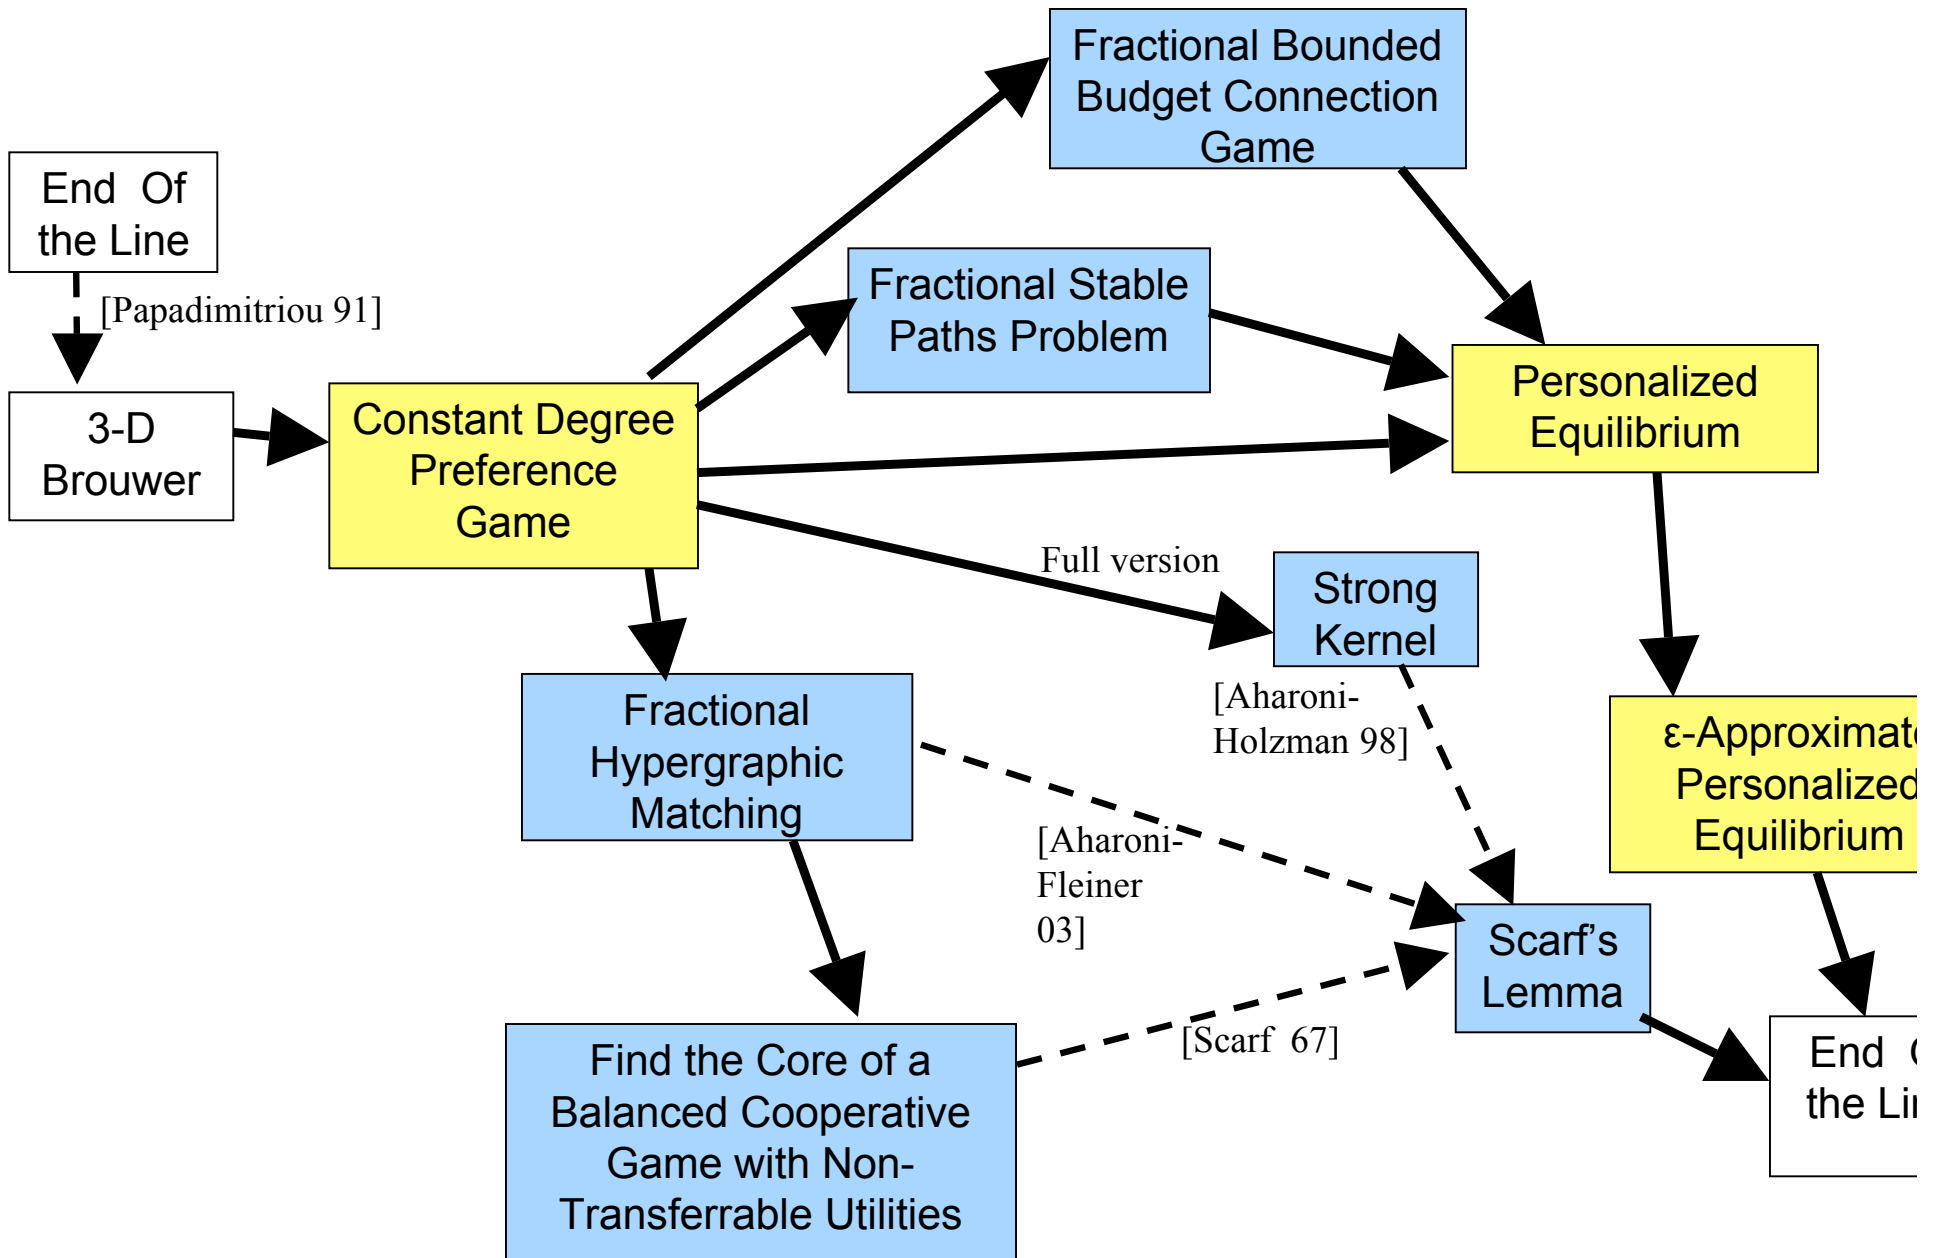 Fractional Bounded
Budget Connection
Game
End Of
the Line
[Papadimitriou 91]
Fractional Stable
Paths Problem
3-D
Brouwer
Constant Degree
Preference
Game
Personalized
Equilibrium
Full version
Strong
Kernel
[Aharoni-
Holzman 98]
Fractional
Hypergraphic
Matching
ε-Approximate
Personalized
Equilibrium
[Aharoni-
Fleiner
03]
Scarf's
Lemma
[Scarf 67]
Find the Core of a
Balanced Cooperative
Game with Non-
Transferrable Utilities
End
the Li